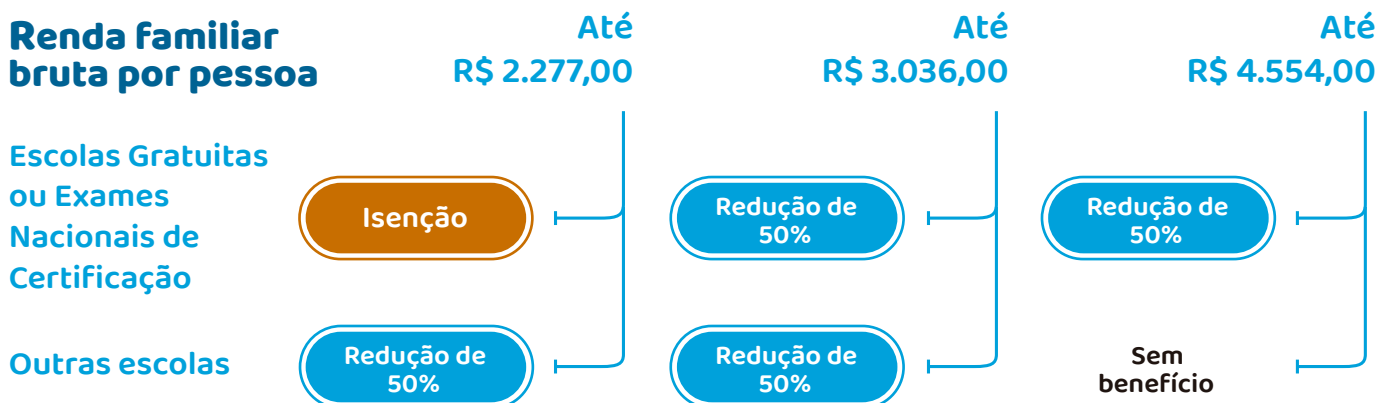 Renda familiar
bruta por pessoa
Até
R$ 2.277,00
Até
R$ 3.036,00
Até
R$ 4.554,00
Escolas Gratuitas
ou Exames
Nacionais de
Certificação
Isenção
Redução de
50%
Redução de
50%
Outras escolas
Redução de
50%
Redução de
50%
Sem
benefício